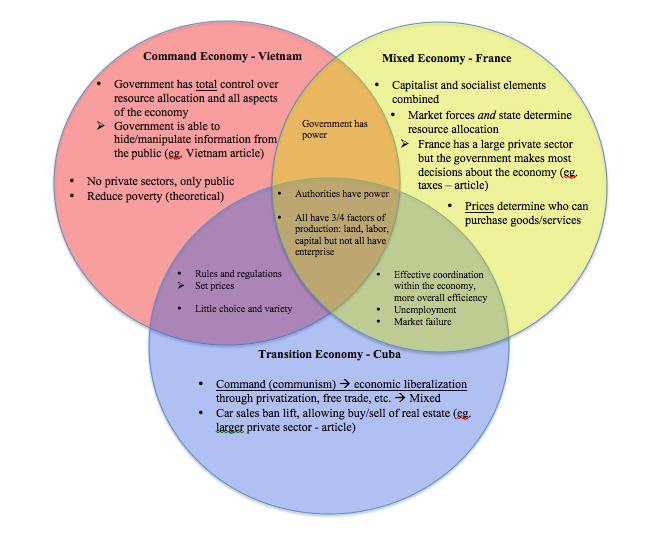 Command Economy - Vietnam
• Government has total control over
resource allocation and all aspects
of the economy
➢ Government is able to
hide/manipulate information from
the public (eg. Vietnam article)
• No private sectors, only public
• Reduce poverty (theoretical)
Mixed Economy - France
• Capitalist and socialist elements
combined
• Market forces and state determine
resource allocation
➢ France has a large private sector
but the government makes most
decisions about the economy (eg.
taxes – article)
• Prices determine who can
purchase goods/services
Government has
power
• Authorities have power
• All have 3/4 factors of
production: land, labor,
capital but not all have
enterprise
• Rules and regulations
➢ Set prices
• Little choice and variety
• Effective coordination
within the economy,
more overall efficiency
• Unemployment
• Market failure
Transition Economy - Cuba
• Command (communism) → economic liberalization
through privatization, free trade, etc. → Mixed
• Car sales ban lift, allowing buy/sell of real estate (eg.
larger private sector - article)